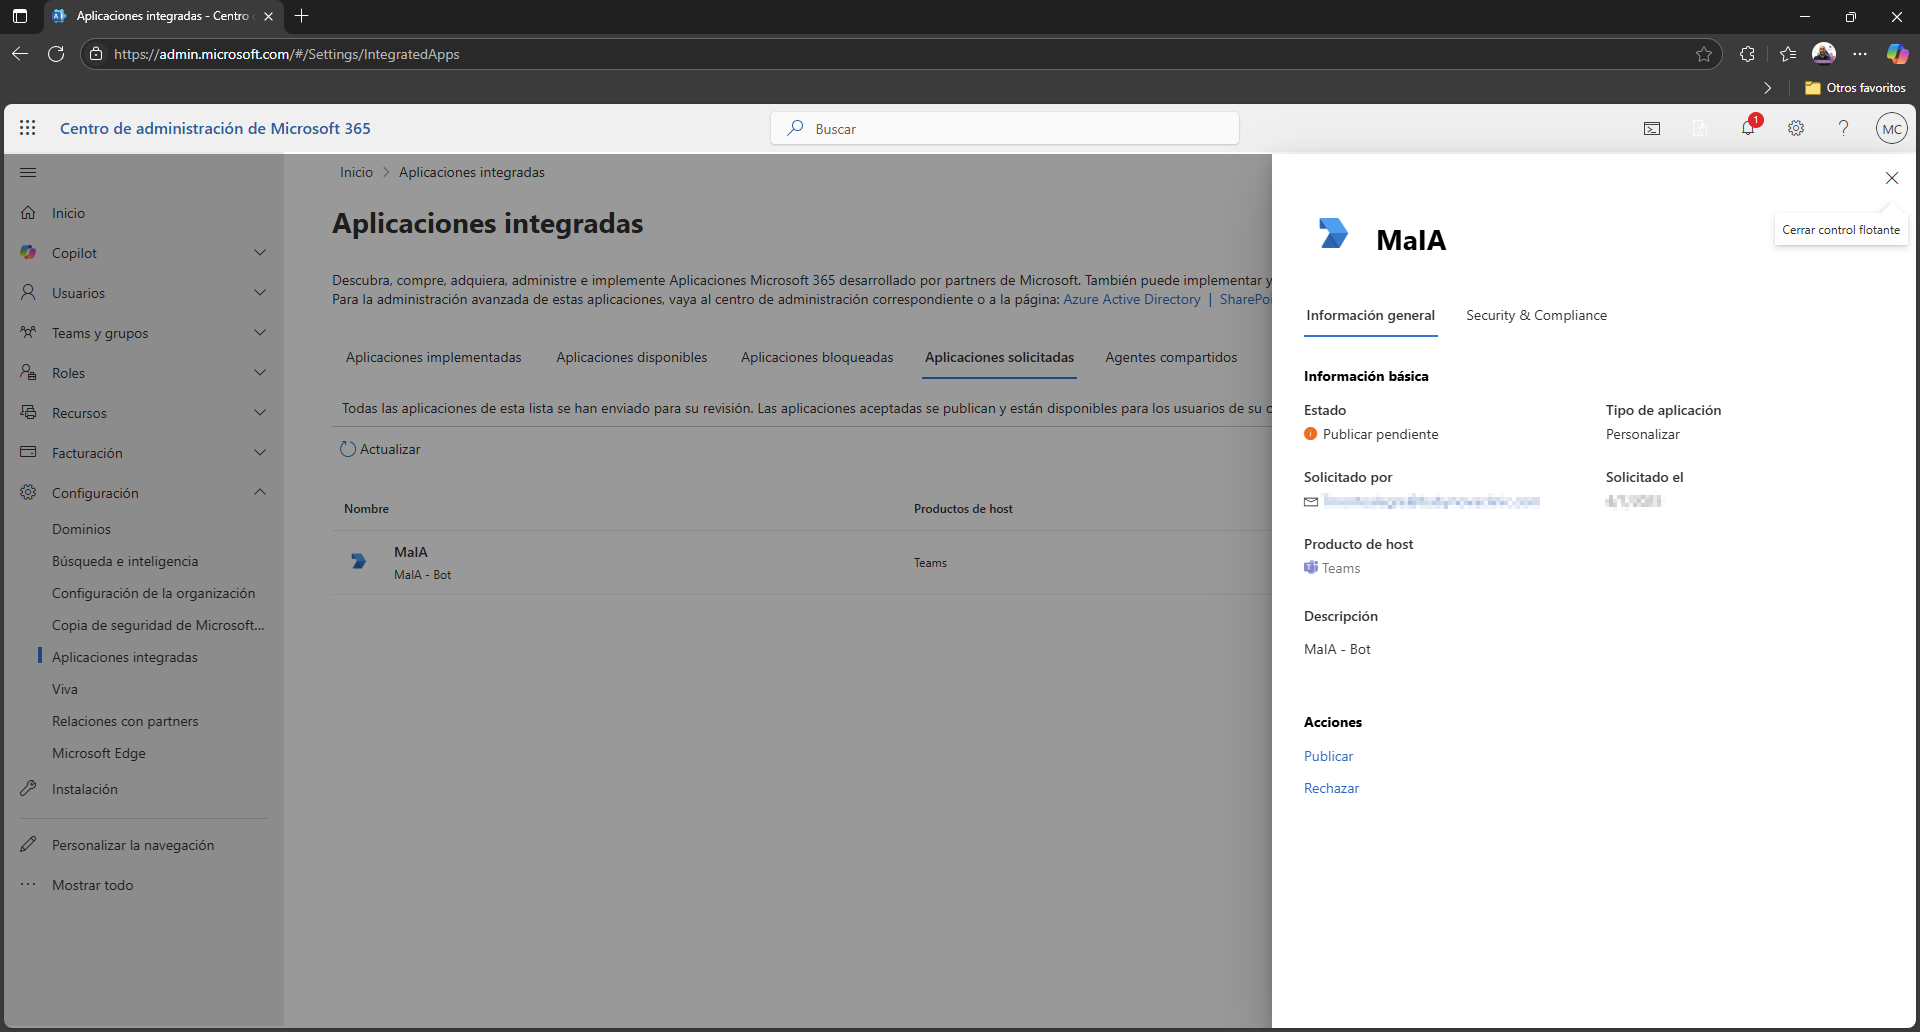 Aplicaciones integradas - Centro
https://admin.microsoft.com/#/Settings/IntegratedApps
Otros favoritos
Centro de administración de Microsoft 365
Buscar
1
MC
Inicio
Copilot
Usuarios
Teams y grupos
Roles
Recursos
Facturación
Configuración
Dominios
Búsqueda e inteligencia
Configuración de la organización
Copia de seguridad de Microsoft...
Aplicaciones integradas
Viva
Relaciones con partners
Microsoft Edge
Instalación
Personalizar la navegación
Mostrar todo
Inicio > Aplicaciones integradas
Aplicaciones integradas
Descubra, compre, adquiera, administre e implemente Aplicaciones Microsoft 365 desarrollado por partners de Microsoft. También puede implementar y
Para la administración avanzada de estas aplicaciones, vaya al centro de administración correspondiente o a la página: Azure Active Directory | SharePoi
Aplicaciones implementadas Aplicaciones disponibles Aplicaciones bloqueadas Aplicaciones solicitadas Agentes compartidos
Todas las aplicaciones de esta lista se han enviado para su revisión. Las aplicaciones aceptadas se publican y están disponibles para los usuarios de su o
Actualizar
Nombre Productos de host
MaIA
MaIA - Bot
Teams
Cerrar control flotante
MaIA
Información general Security & Compliance
Información básica
Estado Tipo de aplicación
Publicar pendiente Personalizar
Solicitado por Solicitado el
Producto de host
Teams
Descripción
MaIA - Bot
Acciones
Publicar
Rechazar